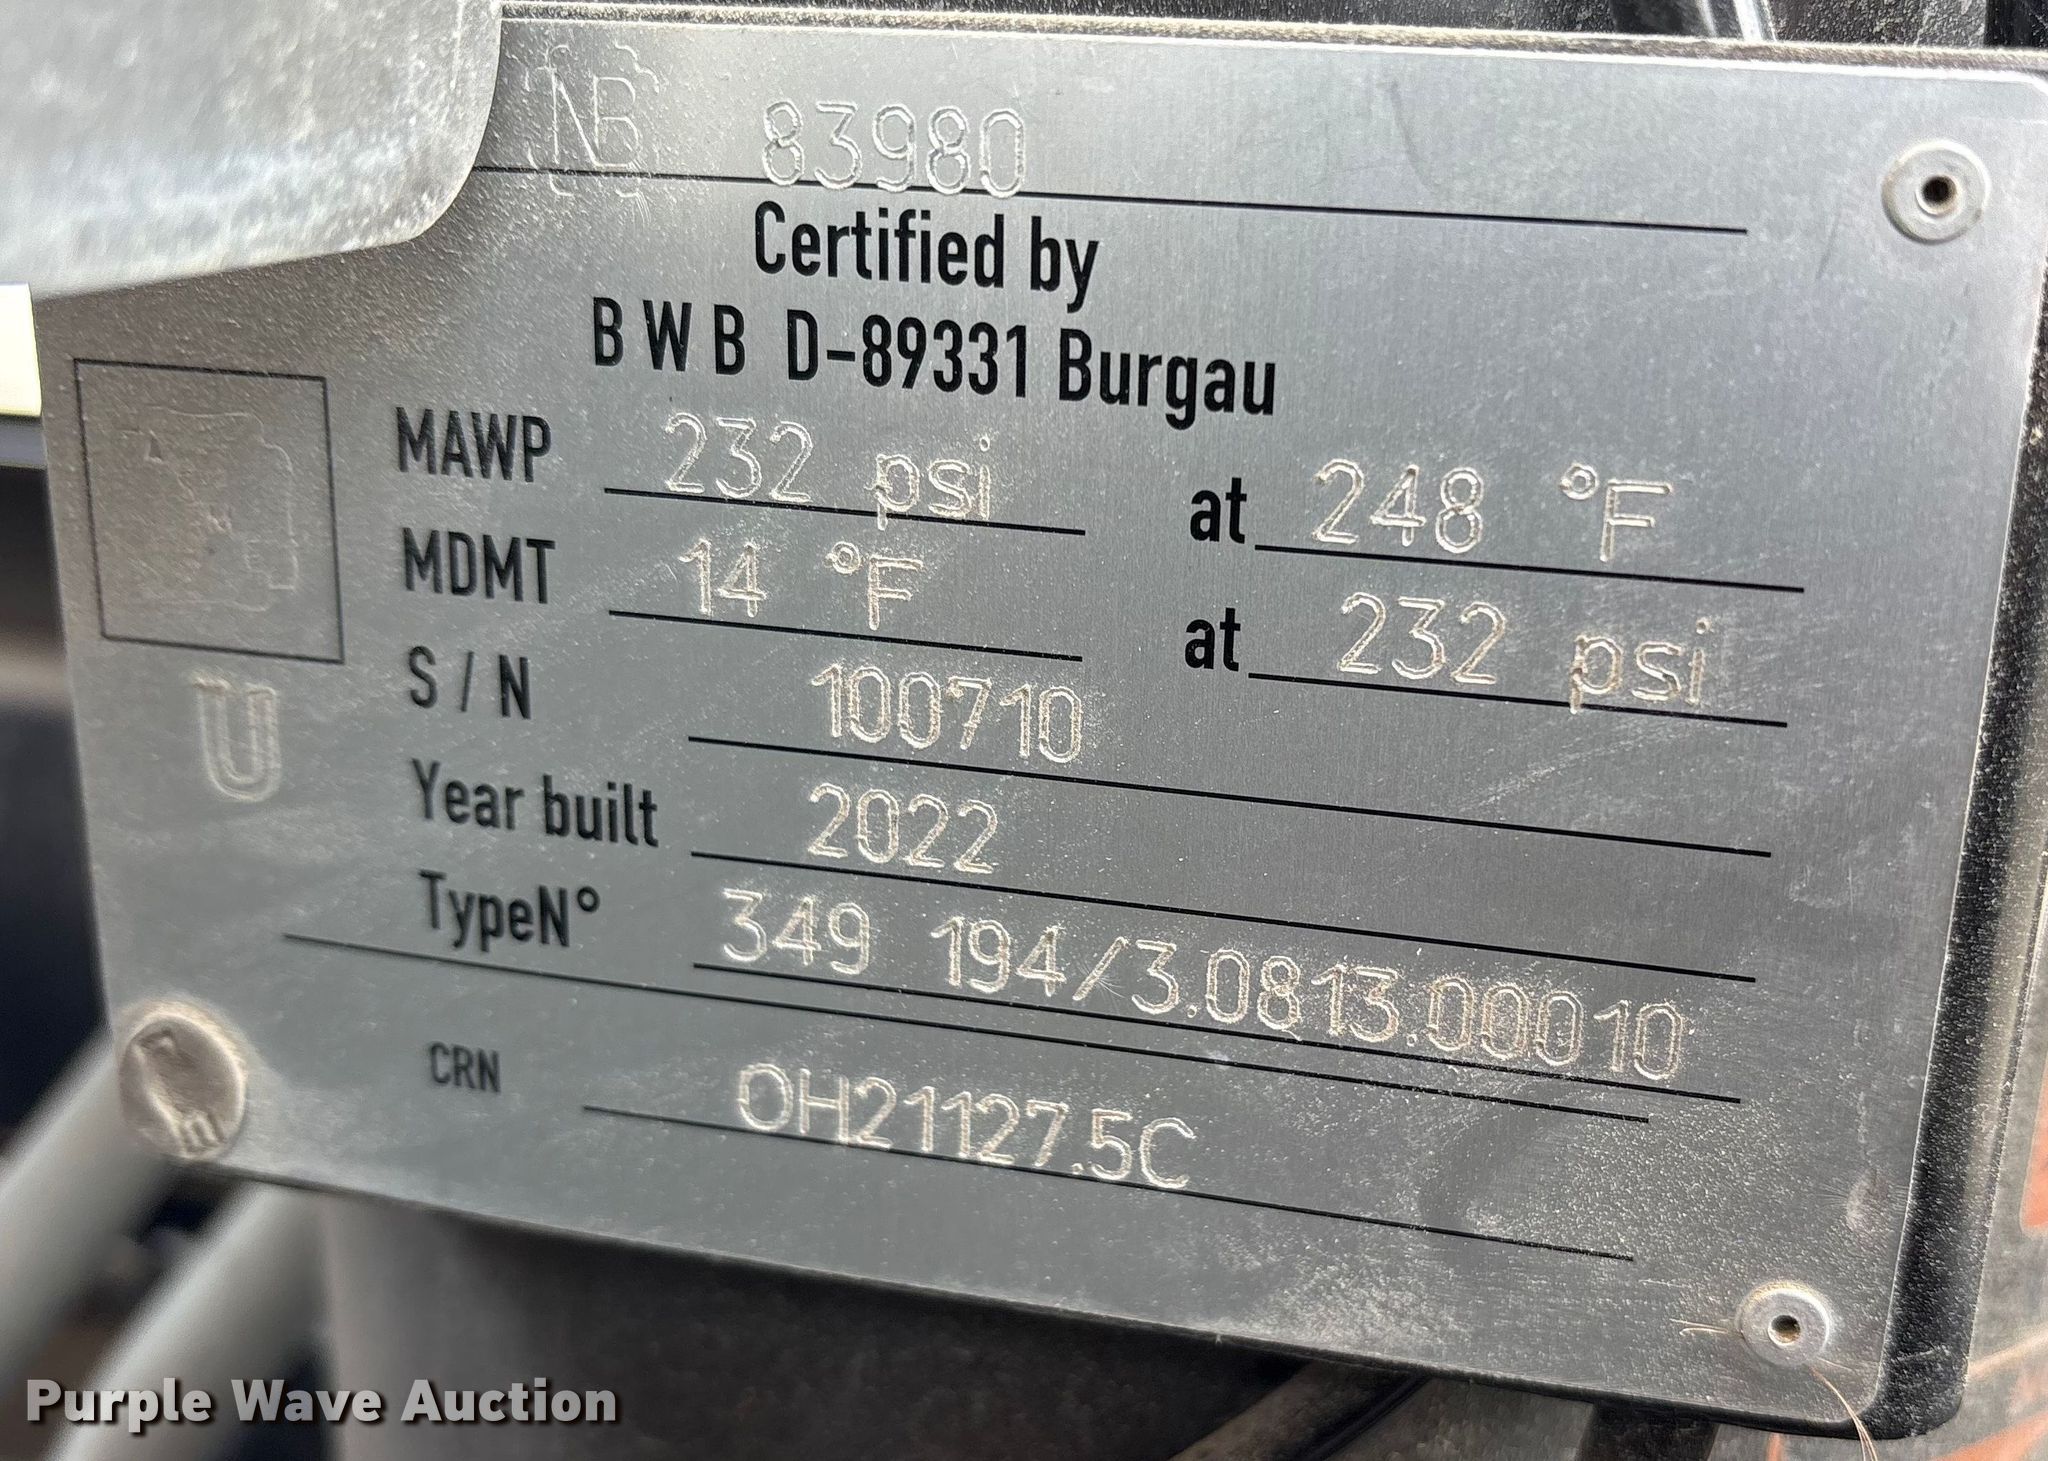 NB 83980
Certified by
B W B D-89331 Burgau
MAWP 232 psi at 248 °F
MDMT 14 °F at 232 psi
U
S / N 100710
Year built 2022
TypeN° 349 194/3.0813.00010
CRN OH21127.5C
Purple Wave Auction